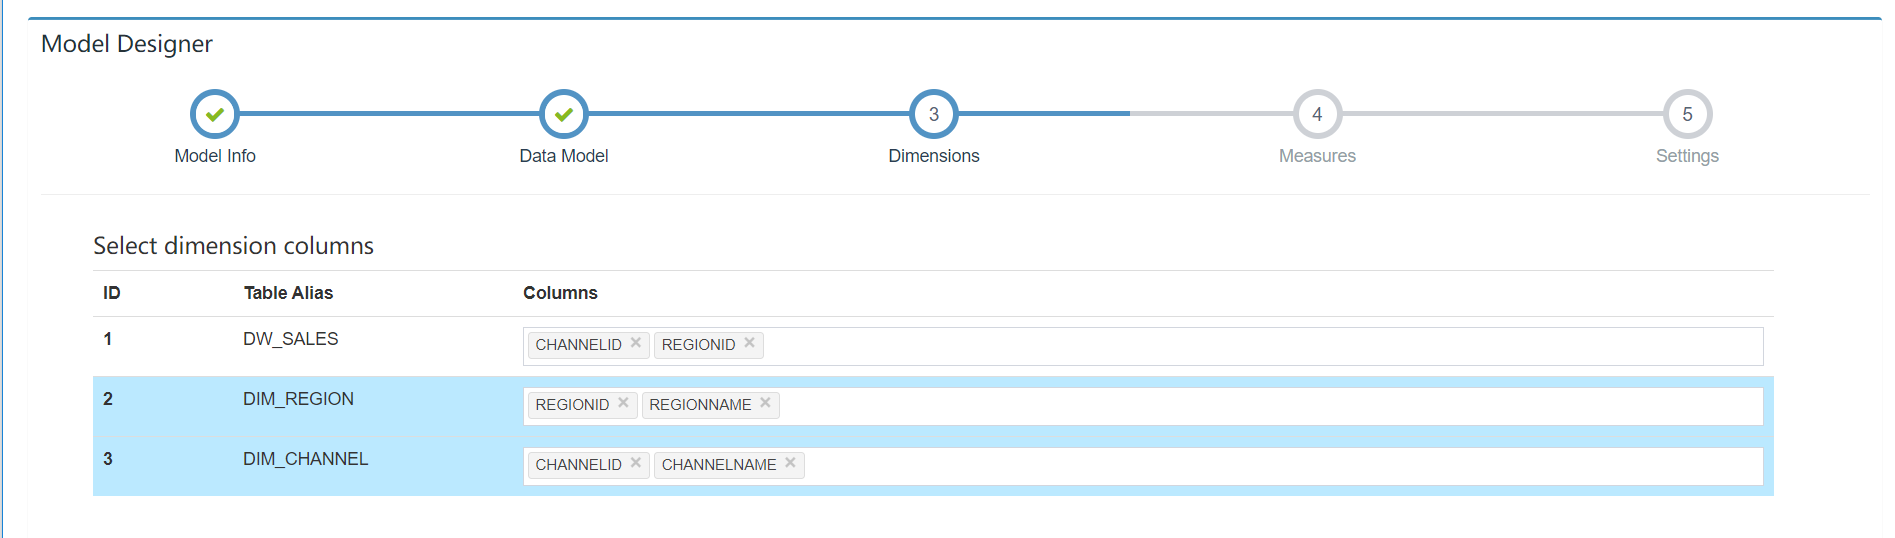 Model Designer
3 4 5
Model Info Data Model Dimensions Measures Settings
Select dimension columns
ID Table Alias Columns
1 DW_SALES CHANNELID × REGIONID ×
2 DIM_REGION REGIONID × REGIONNAME ×
3 DIM_CHANNEL CHANNELID × CHANNELNAME ×